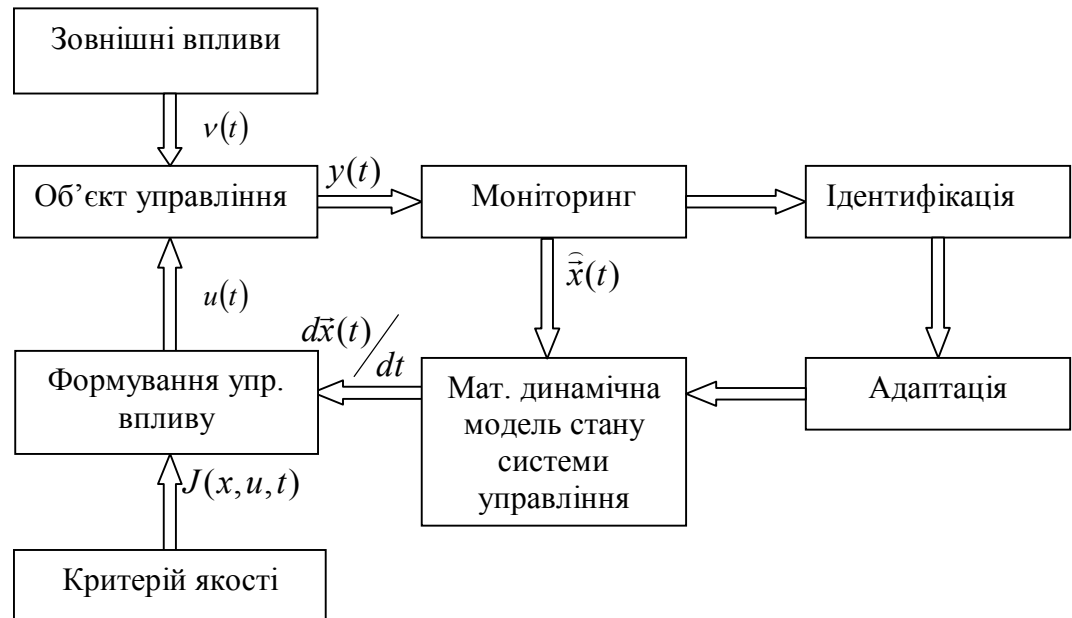 Зовнішні впливи
v(t)
Об’єкт управління
y(t)
Моніторинг
Ідентифікація
x̂⃗(t)
u(t)
dx⃗(t)/dt
Формування упр.
впливу
Мат. динамічна
модель стану
системи
управління
Адаптація
J(x,u,t)
Критерій якості